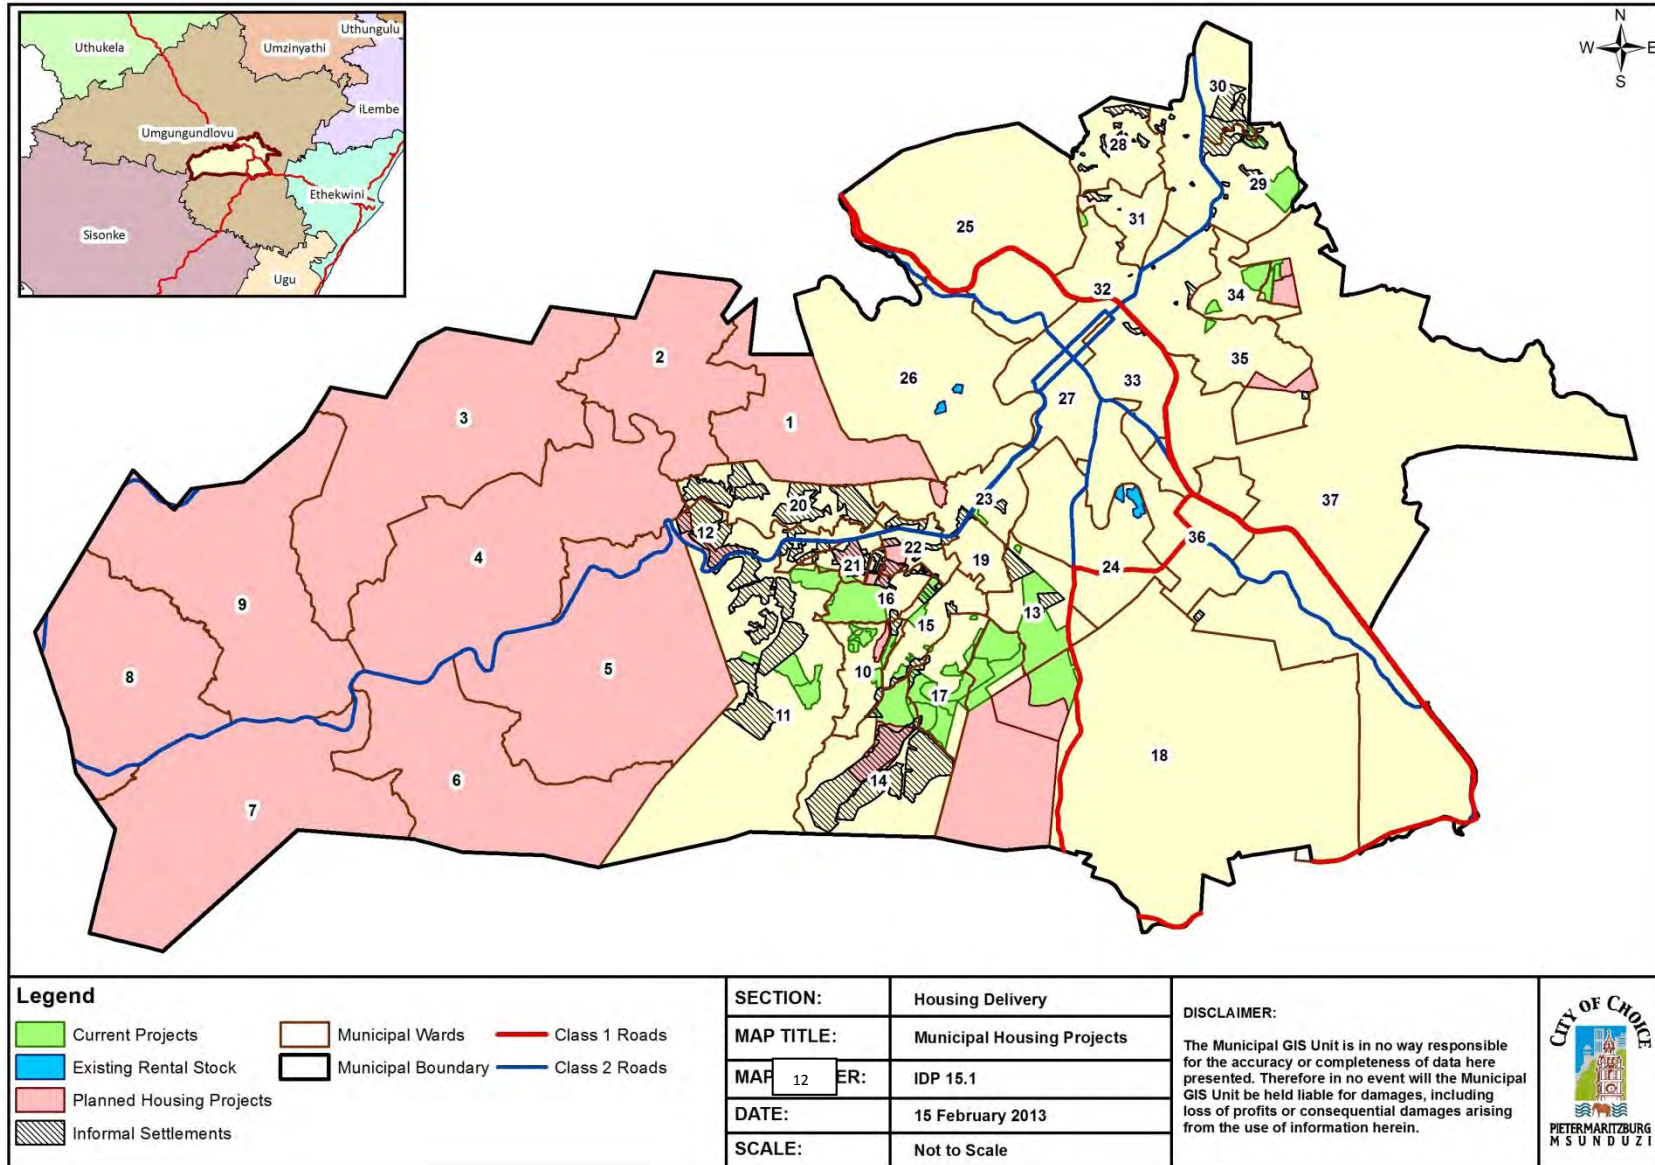 Uthukela
Umzinyathi
Uthungulu
iLembe
Umgungundlovu
Ethekwini
Sisonke
Ugu
N
W
E
S
30
28
29
31
25
34
32
35
2
26
33
3
27
1
37
20
23
12
36
22
4
21
19
24
16
9
13
15
5
8
10
17
11
18
6
14
7
Legend
Current Projects
Existing Rental Stock
Planned Housing Projects
Informal Settlements
Municipal Wards
Municipal Boundary
Class 1 Roads
Class 2 Roads
SECTION: Housing Delivery
MAP TITLE: Municipal Housing Projects
MAP 12 ER: IDP 15.1
DATE: 15 February 2013
SCALE: Not to Scale
DISCLAIMER:
The Municipal GIS Unit is in no way responsible
for the accuracy or completeness of data here
presented. Therefore in no event will the Municipal
GIS Unit be held liable for damages, including
loss of profits or consequential damages arising
from the use of information herein.
CITY OF CHOICE
PIETERMARITZBURG
MSUNDUZI